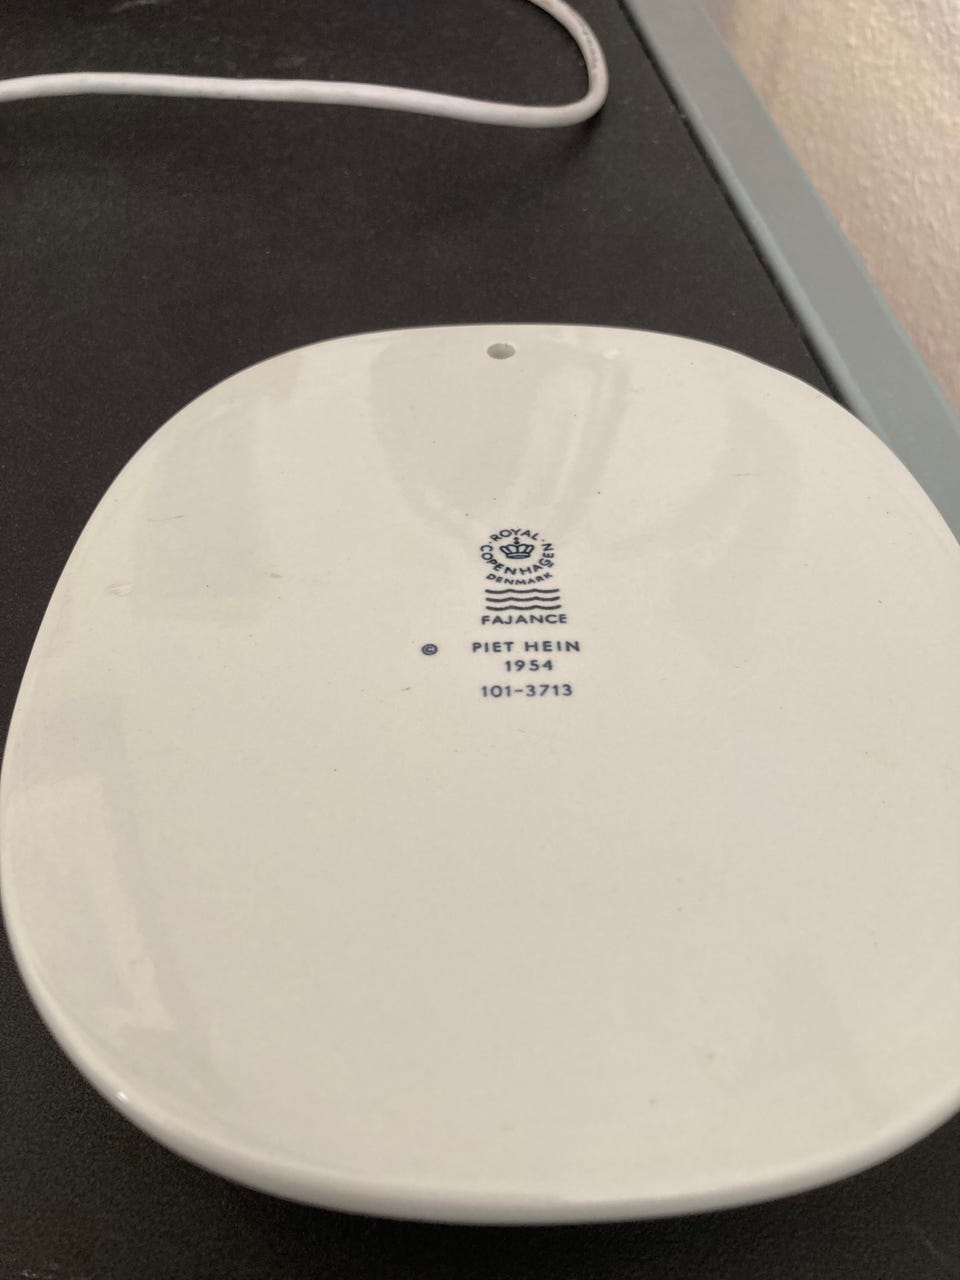 ROYAL
COPENHAGEN
DENMARK
FAJANCE
© PIET HEIN
1954
101-3713